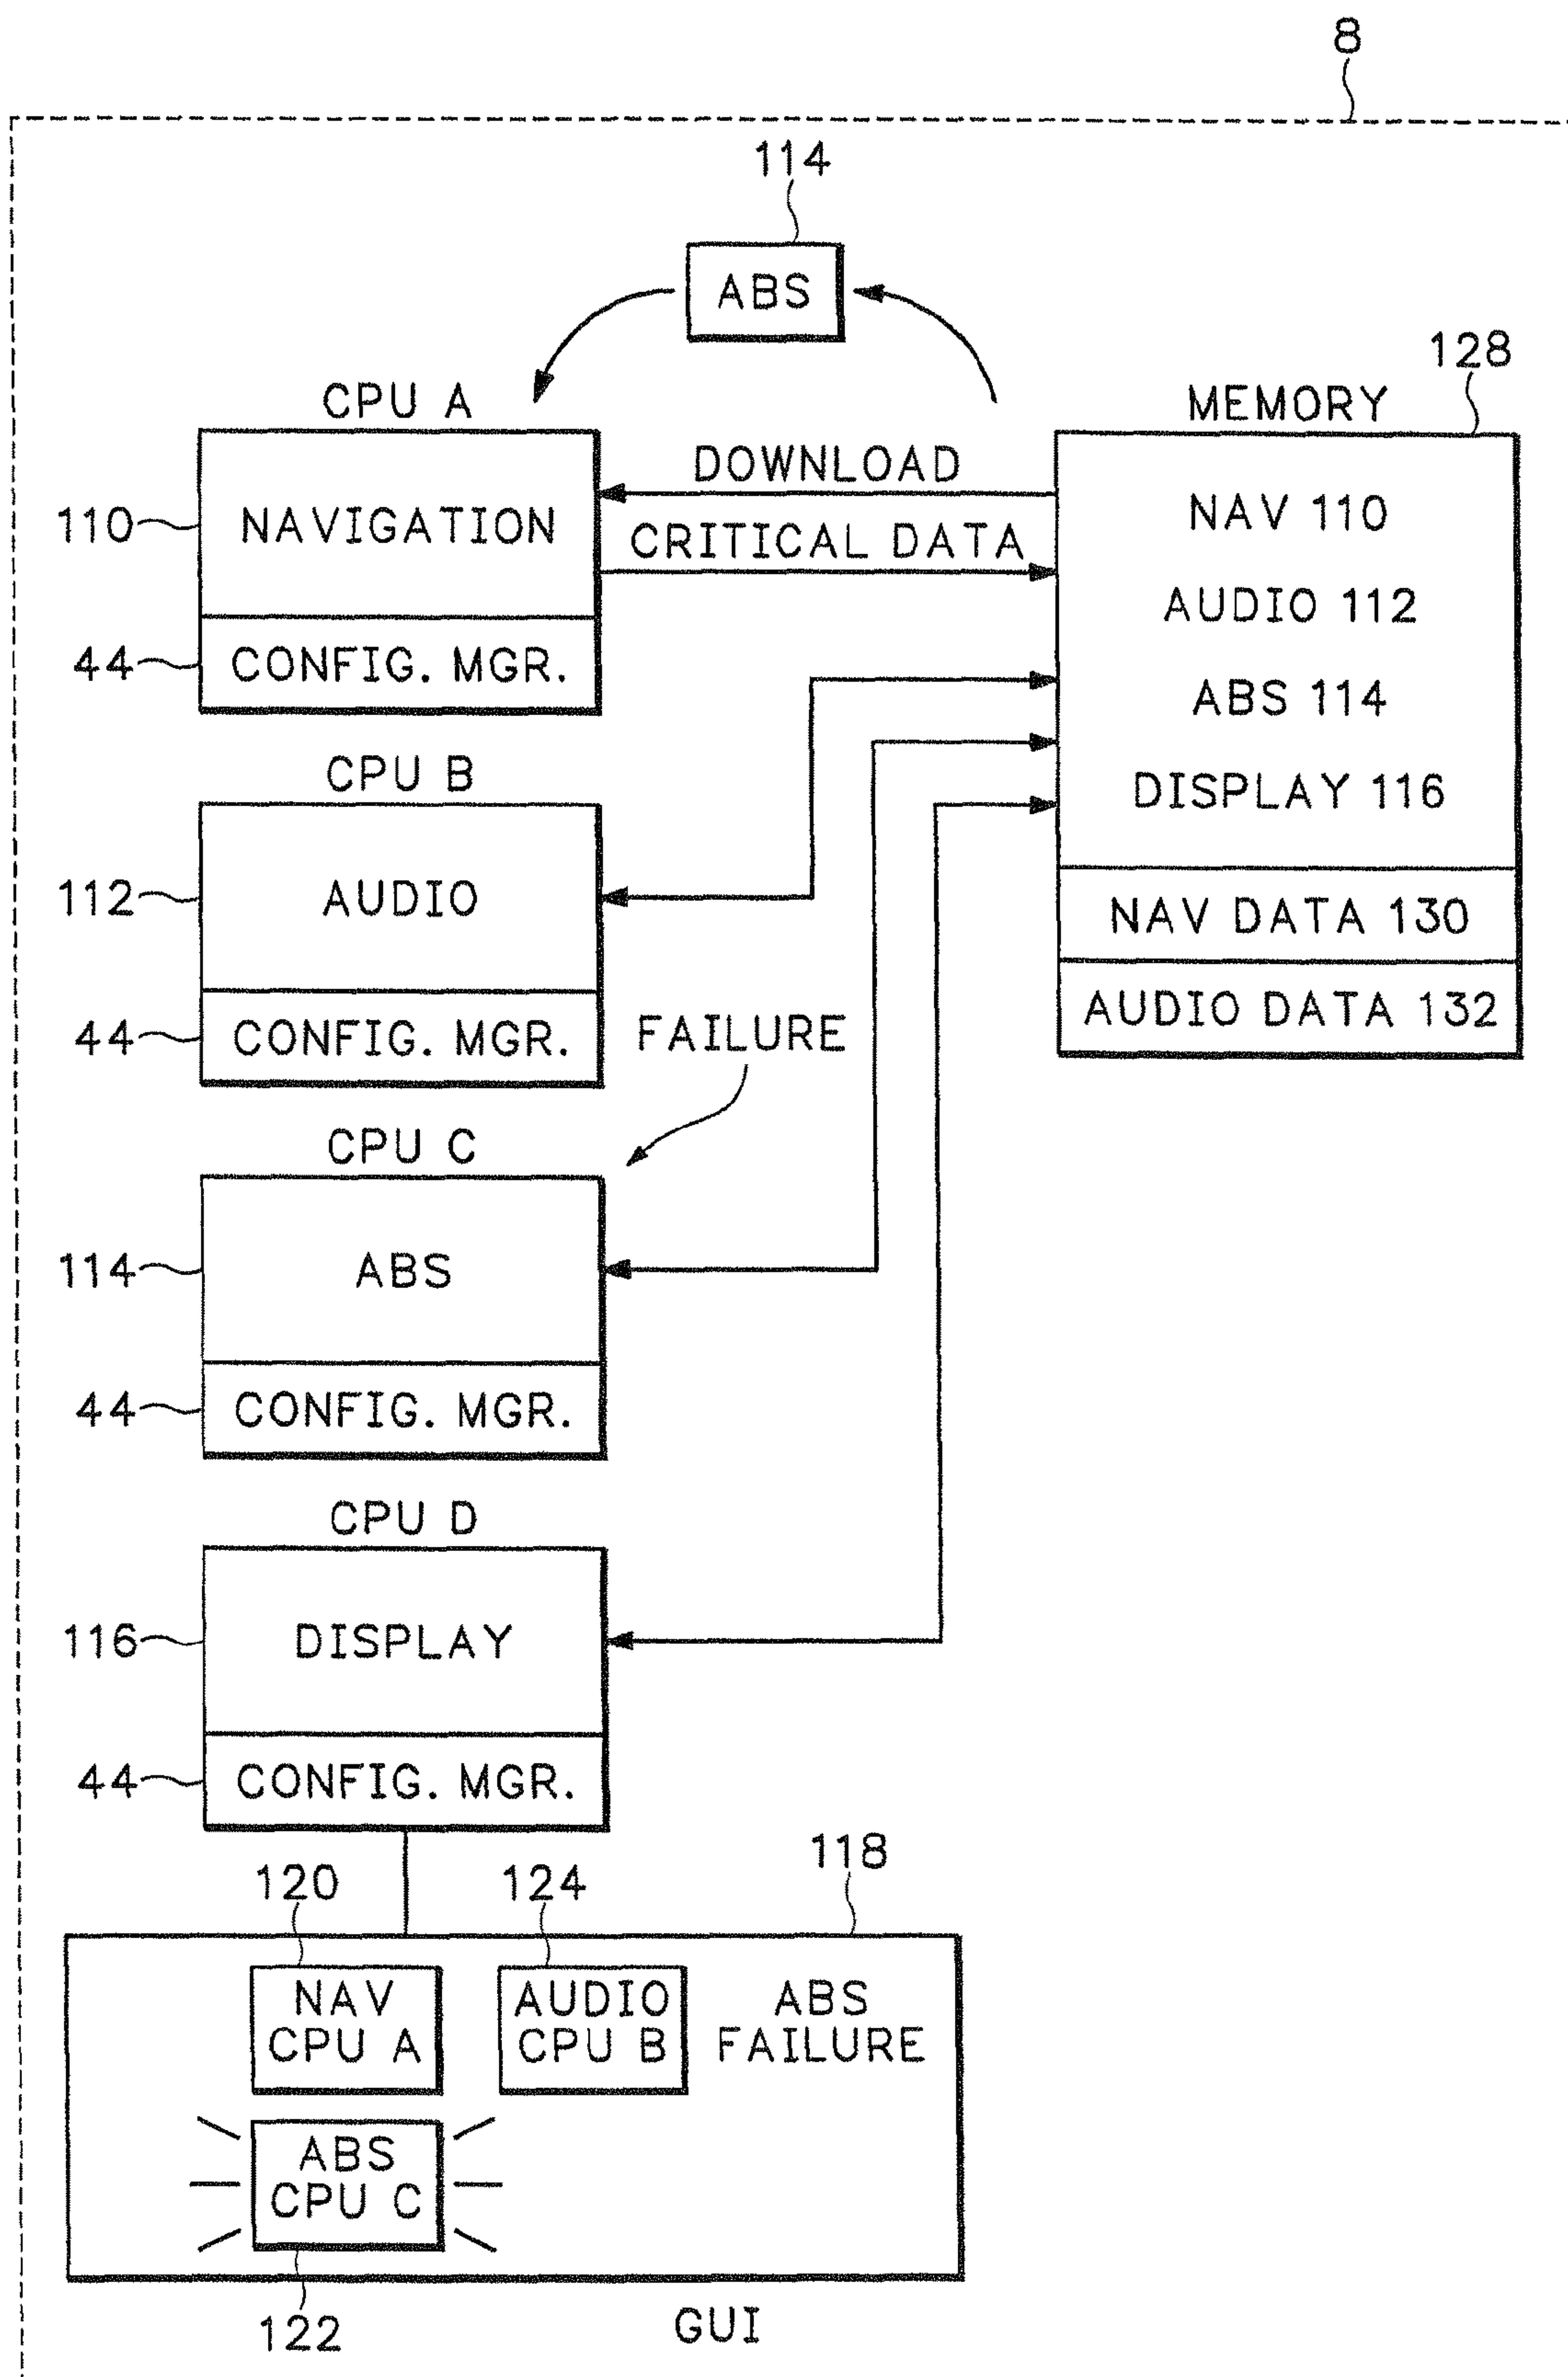 8
114
ABS
128
CPU A
MEMORY
DOWNLOAD
110
NAVIGATION
NAV 110
CRITICAL DATA
AUDIO 112
44
CONFIG. MGR.
ABS 114
CPU B
DISPLAY 116
112
AUDIO
NAV DATA 130
44
CONFIG. MGR.
FAILURE
AUDIO DATA 132
CPU C
114
ABS
44
CONFIG. MGR.
CPU D
116
DISPLAY
44
CONFIG. MGR.
118
120
124
NAV
CPU A
AUDIO
CPU B
ABS
FAILURE
ABS
CPU C
122
GUI